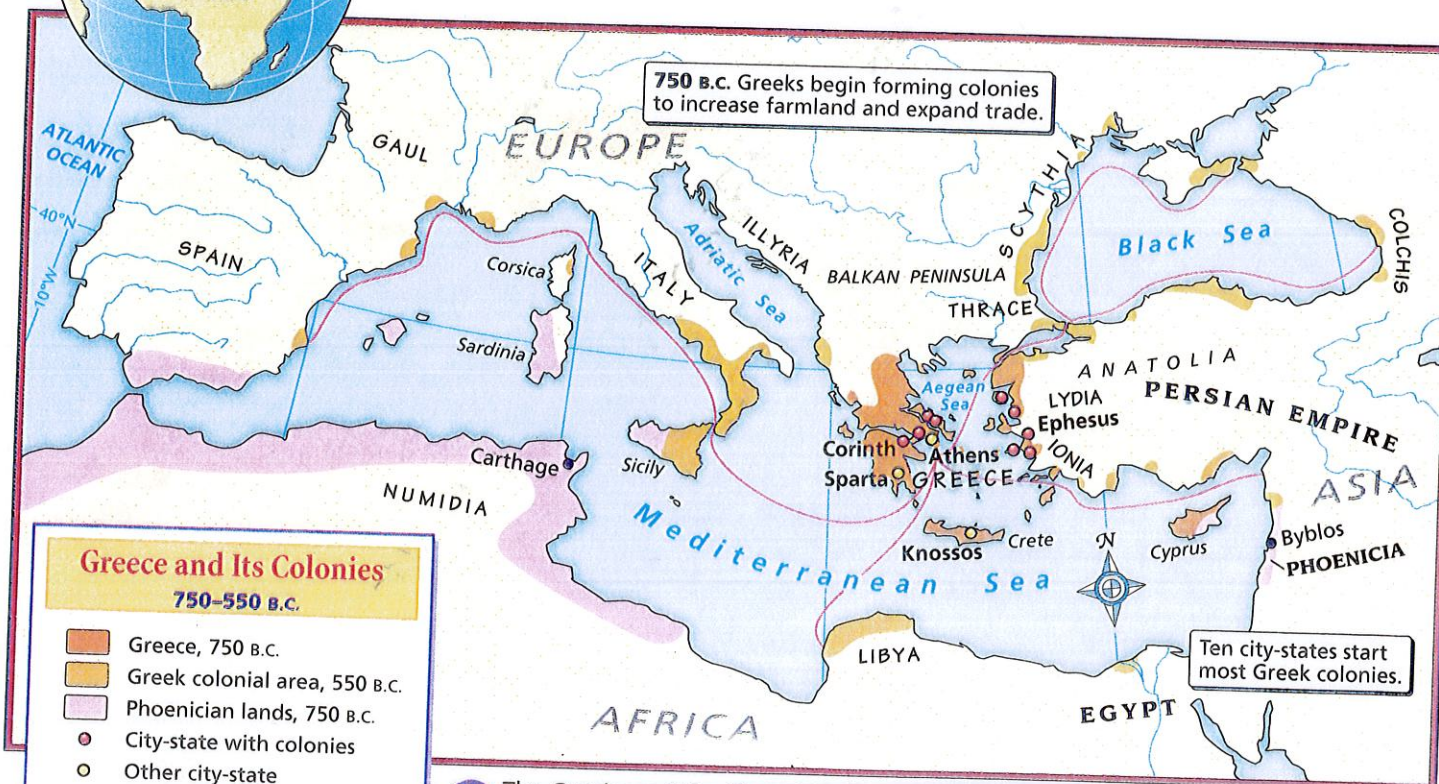 750 B.C. Greeks begin forming colonies
to increase farmland and expand trade.
ATLANTIC
OCEAN
GAUL
EUROPE
40°N
10°W
SPAIN
Corsica
ITALY
Adriatic
Sea
ILLYRIA
SCYTHIA
Black Sea
COLCHIS
BALKAN PENINSULA
THRACE
Sardinia
Aegean
Sea
ANATOLIA
LYDIA
PERSIAN EMPIRE
Ephesus
IONIA
Corinth
Athens
Sparta
GREECE
ASIA
Carthage
Sicily
NUMIDIA
Mediterranean Sea
Knossos
Crete
N
Cyprus
Byblos
PHOENICIA
LIBYA
Ten city-states start
most Greek colonies.
AFRICA
EGYPT
Greece and Its Colonies
750–550 B.C.
Greece, 750 B.C.
Greek colonial area, 550 B.C.
Phoenician lands, 750 B.C.
City-state with colonies
Other city-state
The